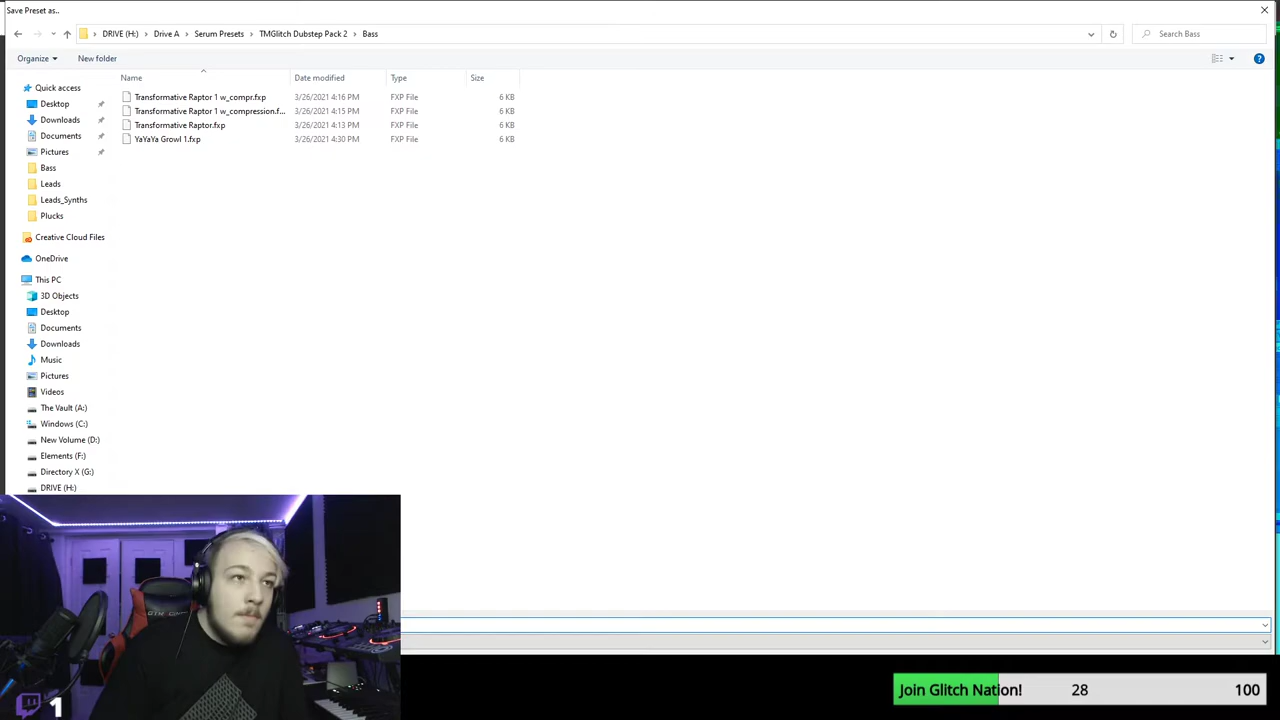 Save Preset as..
DRIVE (H:) Drive A Serum Presets TMGlitch Dubstep Pack 2 Bass
Search Bass
Organize New folder
Name Date modified Type Size
Transformative Raptor 1 w_compr.fxp 3/26/2021 4:16 PM FXP File 6 KB
Transformative Raptor 1 w_compression.f... 3/26/2021 4:15 PM FXP File 6 KB
Transformative Raptor.fxp 3/26/2021 4:13 PM FXP File 6 KB
YaYaYa Growl 1.fxp 3/26/2021 4:30 PM FXP File 6 KB
Quick access
Desktop
Downloads
Documents
Pictures
Bass
Leads
Leads_Synths
Plucks
Creative Cloud Files
OneDrive
This PC
3D Objects
Desktop
Documents
Downloads
Music
Pictures
Videos
The Vault (A:)
Windows (C:)
New Volume (D:)
Elements (F:)
Directory X (G:)
DRIVE (H:)
Join Glitch Nation! 28 100
1